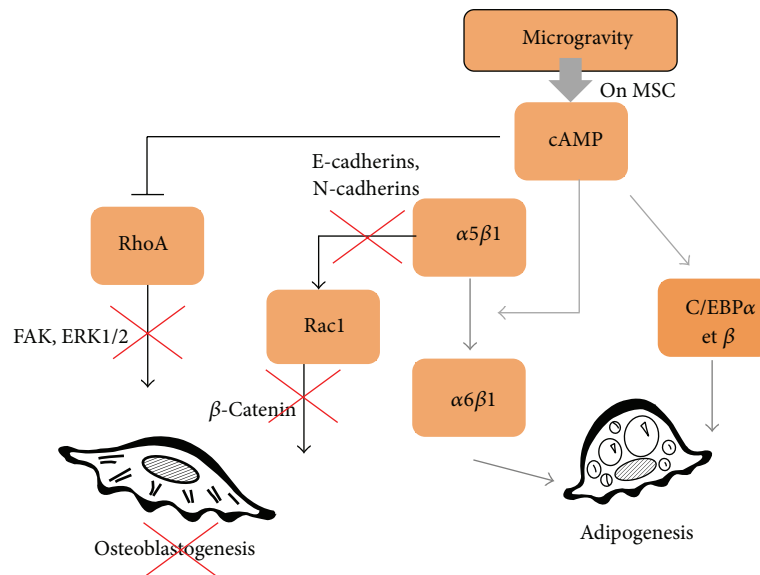 Microgravity
On MSC
cAMP
E-cadherins,
N-cadherins
RhoA
α5β1
C/EBPα
et β
Rac1
FAK, ERK1/2
α6β1
β-Catenin
Adipogenesis
Osteoblastogenesis